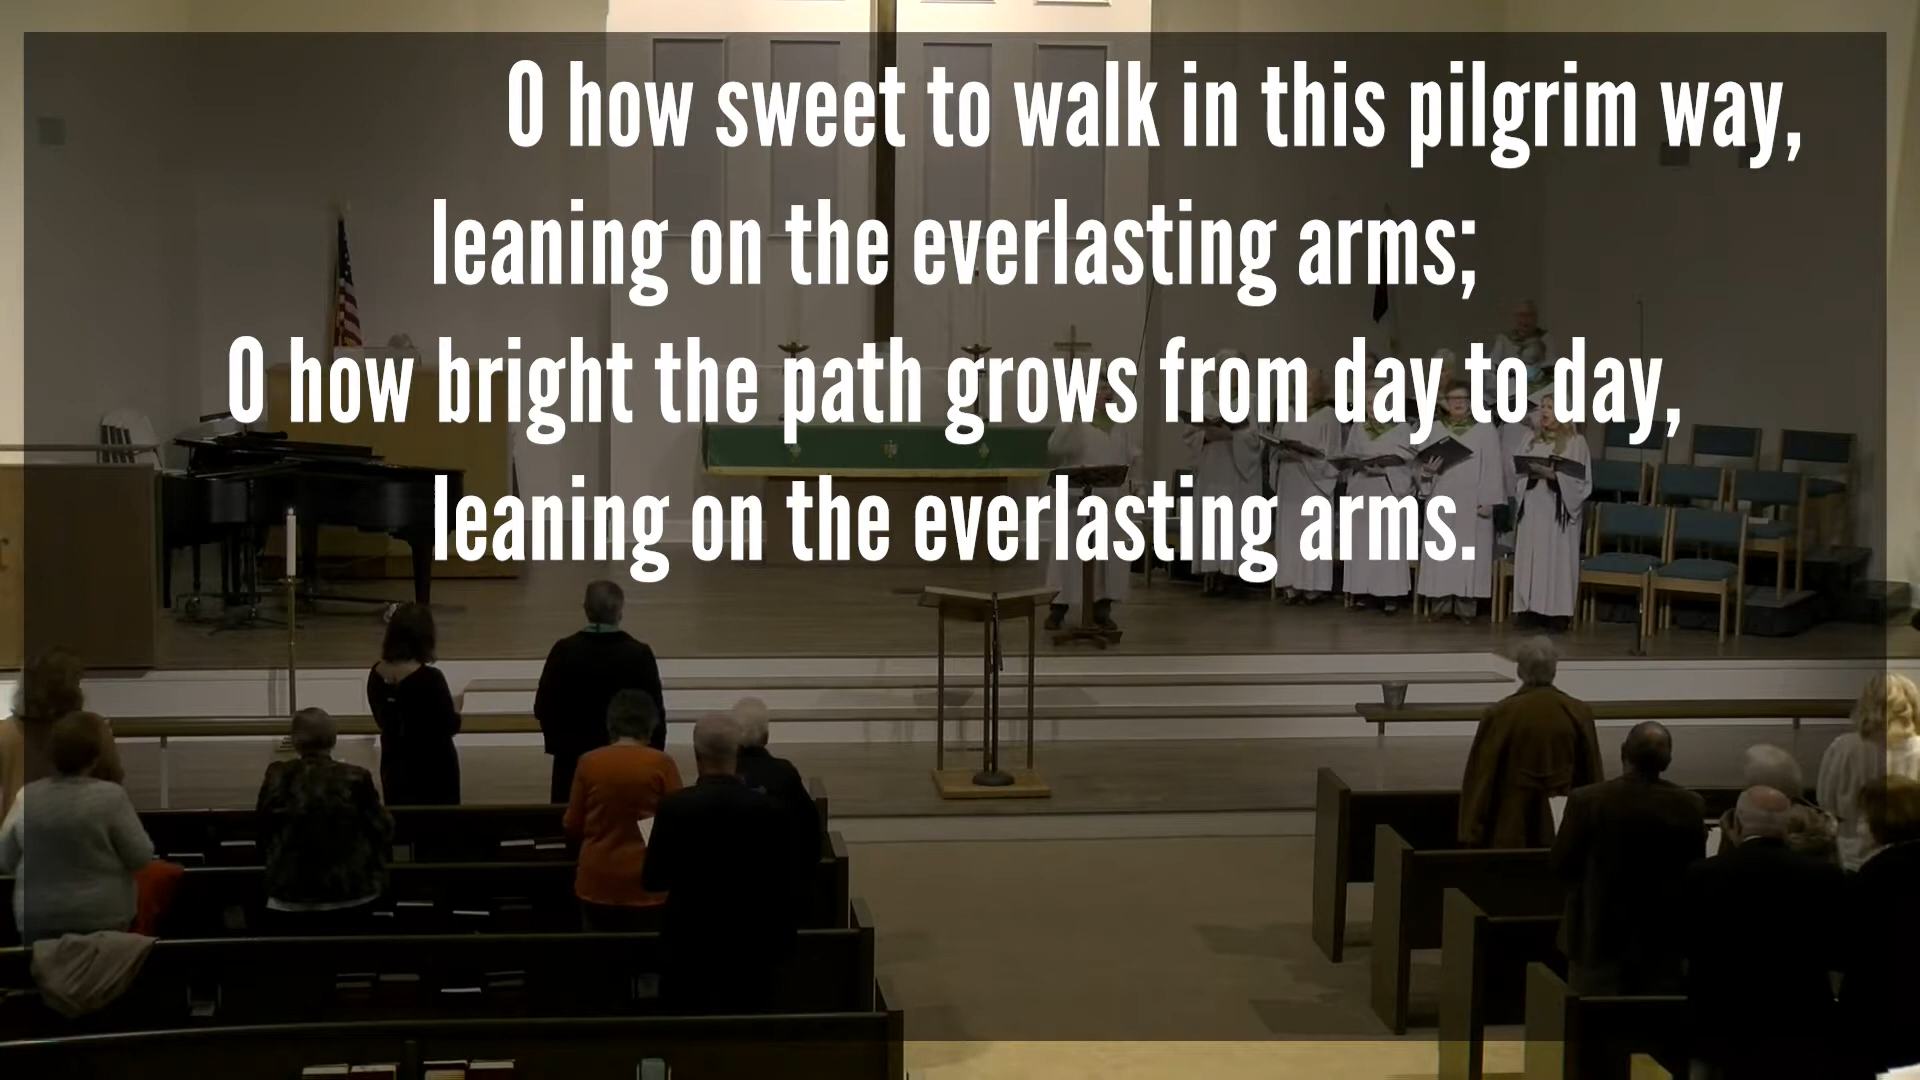 O how sweet to walk in this pilgrim way,
leaning on the everlasting arms;
O how bright the path grows from day to day,
leaning on the everlasting arms.